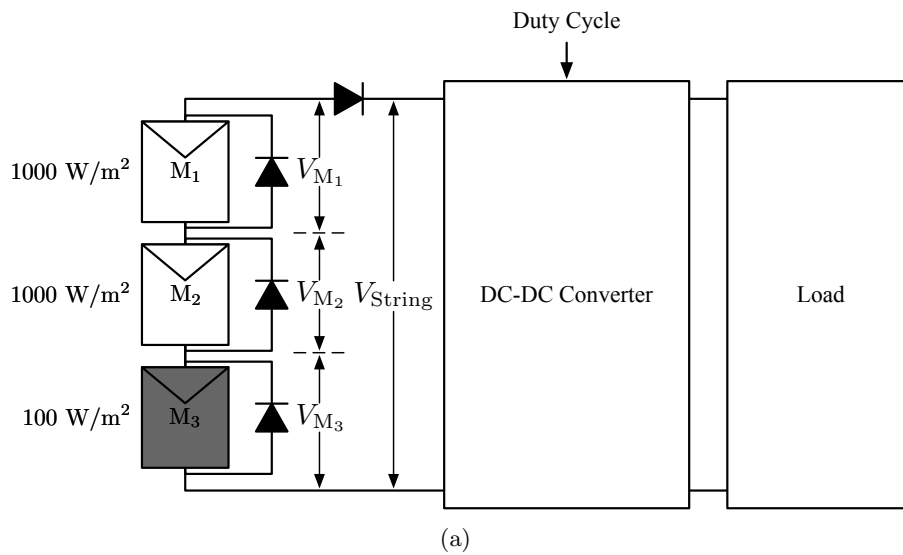 Duty Cycle
1000 W/m²
M₁
V_M₁
1000 W/m²
M₂
V_M₂
V_String
DC-DC Converter
Load
100 W/m²
M₃
V_M₃
(a)